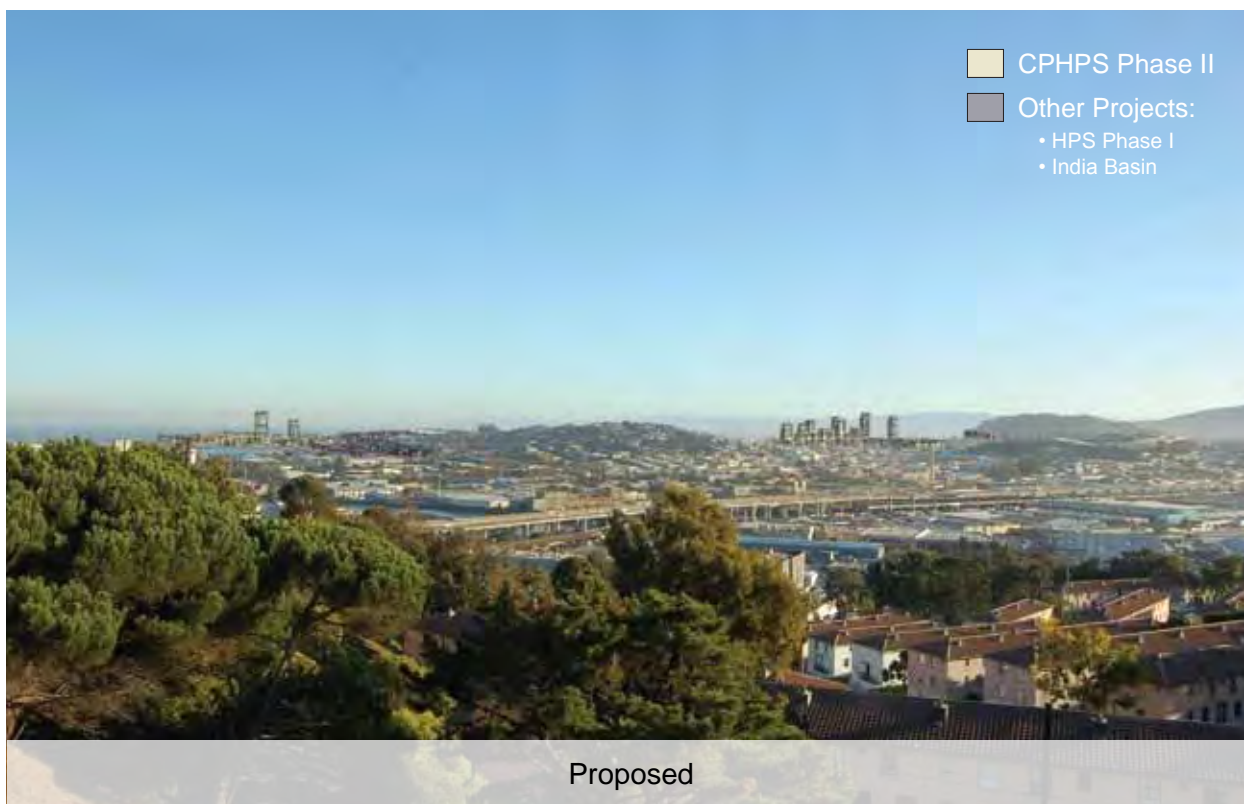 CPHPS Phase II
Other Projects:
• HPS Phase I
• India Basin
Proposed